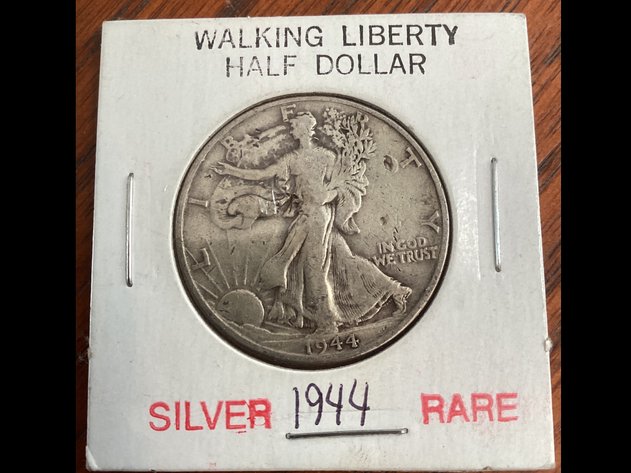 WALKING LIBERTY
HALF DOLLAR
LIBERTY
IN GOD
WE TRUST
1944
SILVER 1944 RARE